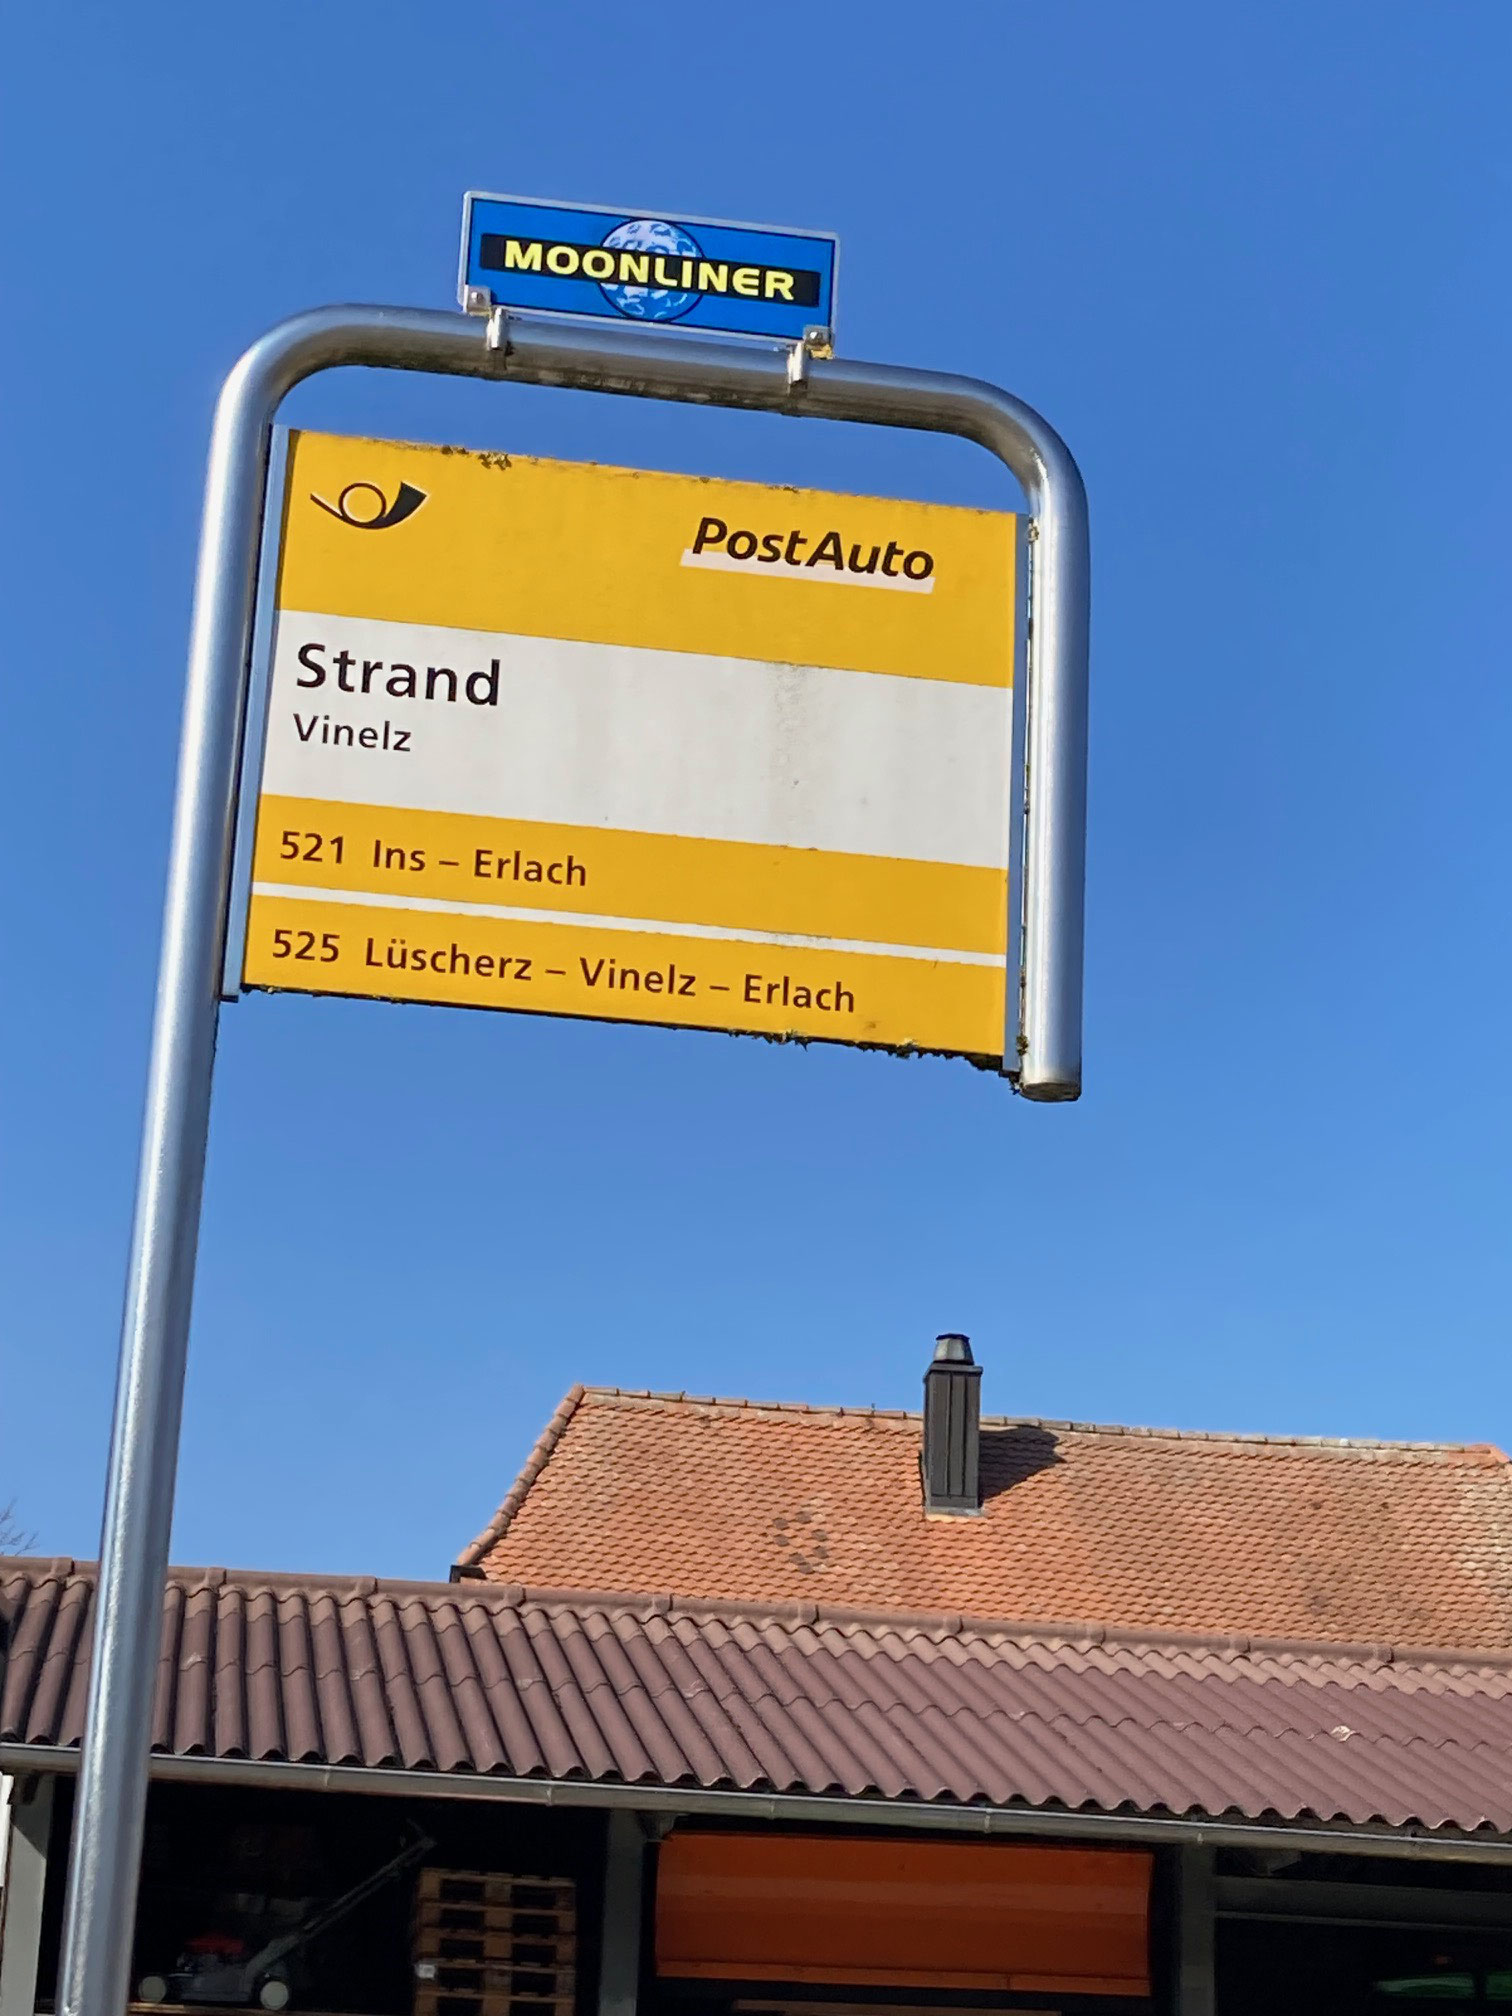 MOONLINER
PostAuto
Strand
Vinelz
521 Ins – Erlach
525 Lüscherz – Vinelz – Erlach